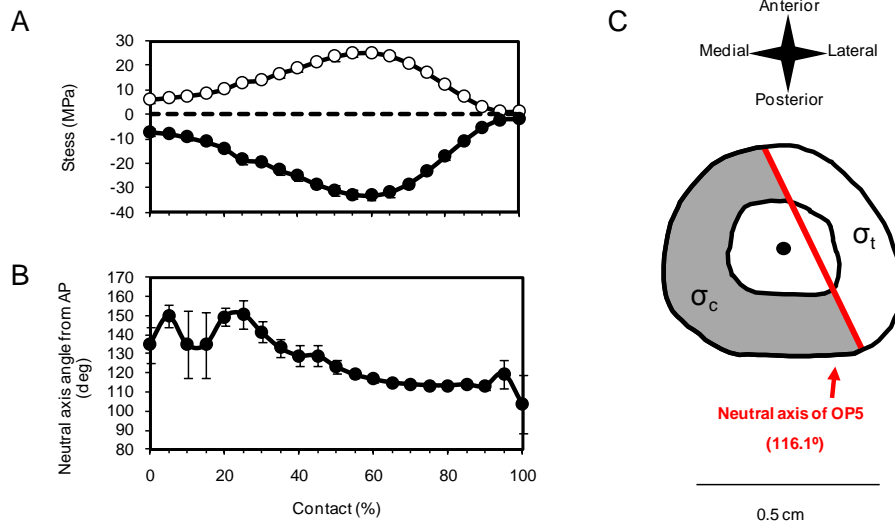 A
30
20
10
0
-10
-20
-30
-40
Stess (MPa)
B
170
160
150
140
130
120
110
100
90
80
Neutral axis angle from AP
(deg)
0 20 40 60 80 100
Contact (%)
C
Anterior
Medial Lateral
Posterior
σt
σc
Neutral axis of OP5
(116.1º)
0.5 cm